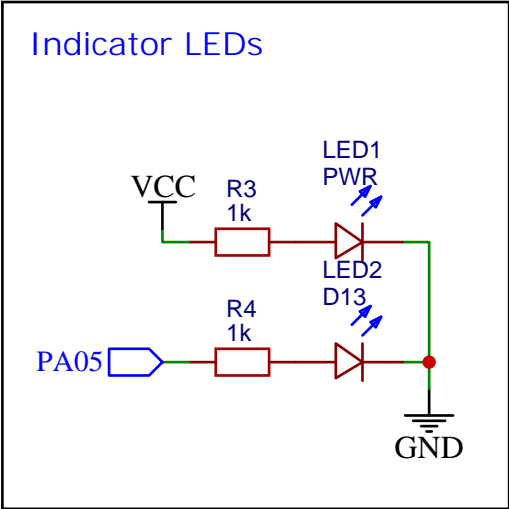 Indicator LEDs
LED1
PWR
VCC
R3
1k
LED2
D13
R4
1k
PA05
GND